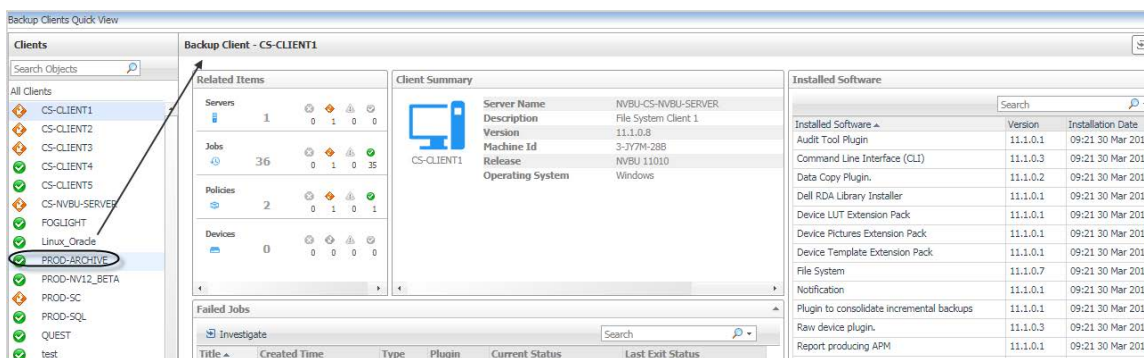 Backup Clients Quick View
Clients
Search Objects
All Clients
CS-CLIENT1
CS-CLIENT2
CS-CLIENT3
CS-CLIENT4
CS-CLIENT5
CS-NVBU-SERVER
FOGLIGHT
Linux_Oracle
PROD-ARCHIVE
PROD-NV12_BETA
PROD-SC
PROD-SQL
QUEST
test
Backup Client - CS-CLIENT1
Related Items
Servers 1 0 1 0 0
Jobs 36 0 1 0 35
Policies 2 0 1 0 1
Devices 0 0 0 0 0
Client Summary
CS-CLIENT1
Server Name NVBU-CS-NVBU-SERVER
Description File System Client 1
Version 11.1.0.8
Machine Id 3-JY7M-28B
Release NVBU 11010
Operating System Windows
Failed Jobs
Investigate Search
Title Created Time Type Plugin Current Status Last Exit Status
Installed Software
Search
Installed Software Version Installation Date
Audit Tool Plugin 11.1.0.1 09:21 30 Mar 201
Command Line Interface (CLI) 11.1.0.3 09:21 30 Mar 201
Data Copy Plugin. 11.1.0.2 09:21 30 Mar 201
Dell RDA Library Installer 11.1.0.1 09:21 30 Mar 201
Device LUT Extension Pack 11.1.0.1 09:21 30 Mar 201
Device Pictures Extension Pack 11.1.0.1 09:21 30 Mar 201
Device Template Extension Pack 11.1.0.1 09:21 30 Mar 201
File System 11.1.0.7 09:21 30 Mar 201
Notification 11.1.0.1 09:21 30 Mar 201
Plugin to consolidate incremental backups 11.1.0.1 09:21 30 Mar 201
Raw device plugin. 11.1.0.3 09:21 30 Mar 201
Report producing APM 11.1.0.1 09:21 30 Mar 201